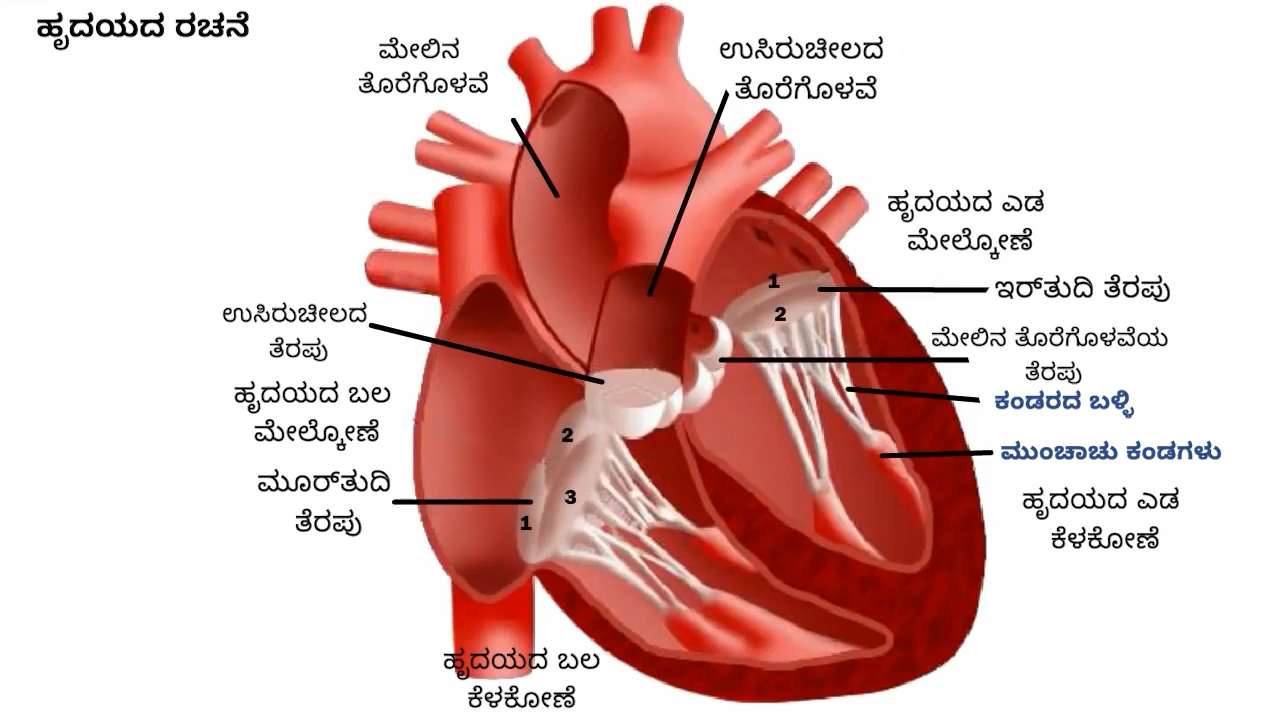 ಹೃದಯದ ರಚನೆ
ಮೇಲಿನ
ತೊರೆಗೊಳವೆ
ಉಸಿರುಚೀಲದ
ತೊರೆಗೊಳವೆ
ಹೃದಯದ ಎಡ
ಮೇಲ್ಕೋಣೆ
1
ಇರ್‍ತುದಿ ತೆರಪು
2
ಉಸಿರುಚೀಲದ
ತೆರಪು
ಮೇಲಿನ ತೊರೆಗೊಳವೆಯ
ತೆರಪು
ಹೃದಯದ ಬಲ
ಮೇಲ್ಕೋಣೆ
ಕಂಡರದ ಬಳ್ಳಿ
2
ಮುಂಚಾಚು ಕಂಡಗಳು
ಮೂರ್‍ತುದಿ
ತೆರಪು
3
1
ಹೃದಯದ ಎಡ
ಕೆಳಕೋಣೆ
ಹೃದಯದ ಬಲ
ಕೆಳಕೋಣೆ